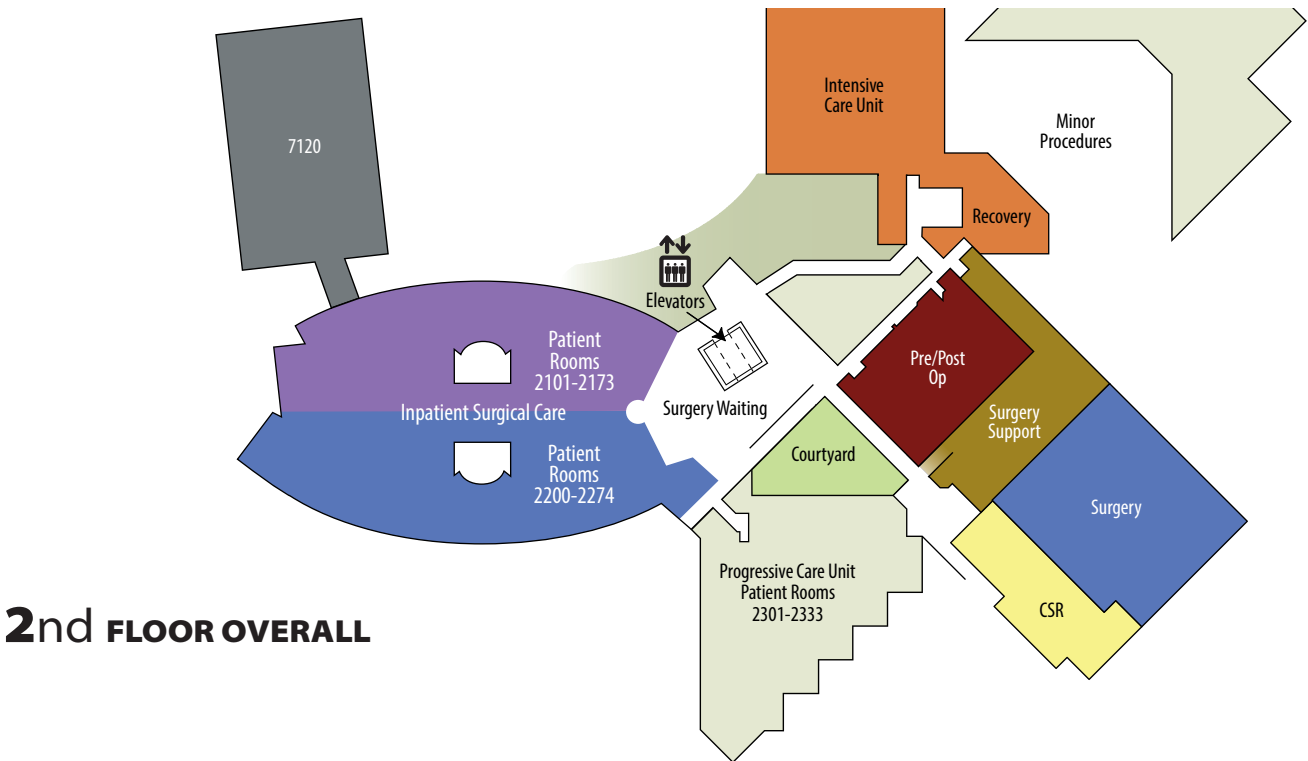 Intensive
Care Unit
Minor
Procedures
7120
Recovery
Elevators
Patient
Rooms
2101-2173
Pre/Post
Op
Inpatient Surgical Care
Surgery Waiting
Surgery
Support
Patient
Rooms
2200-2274
Courtyard
Surgery
Progressive Care Unit
Patient Rooms
2301-2333
CSR
2nd FLOOR OVERALL